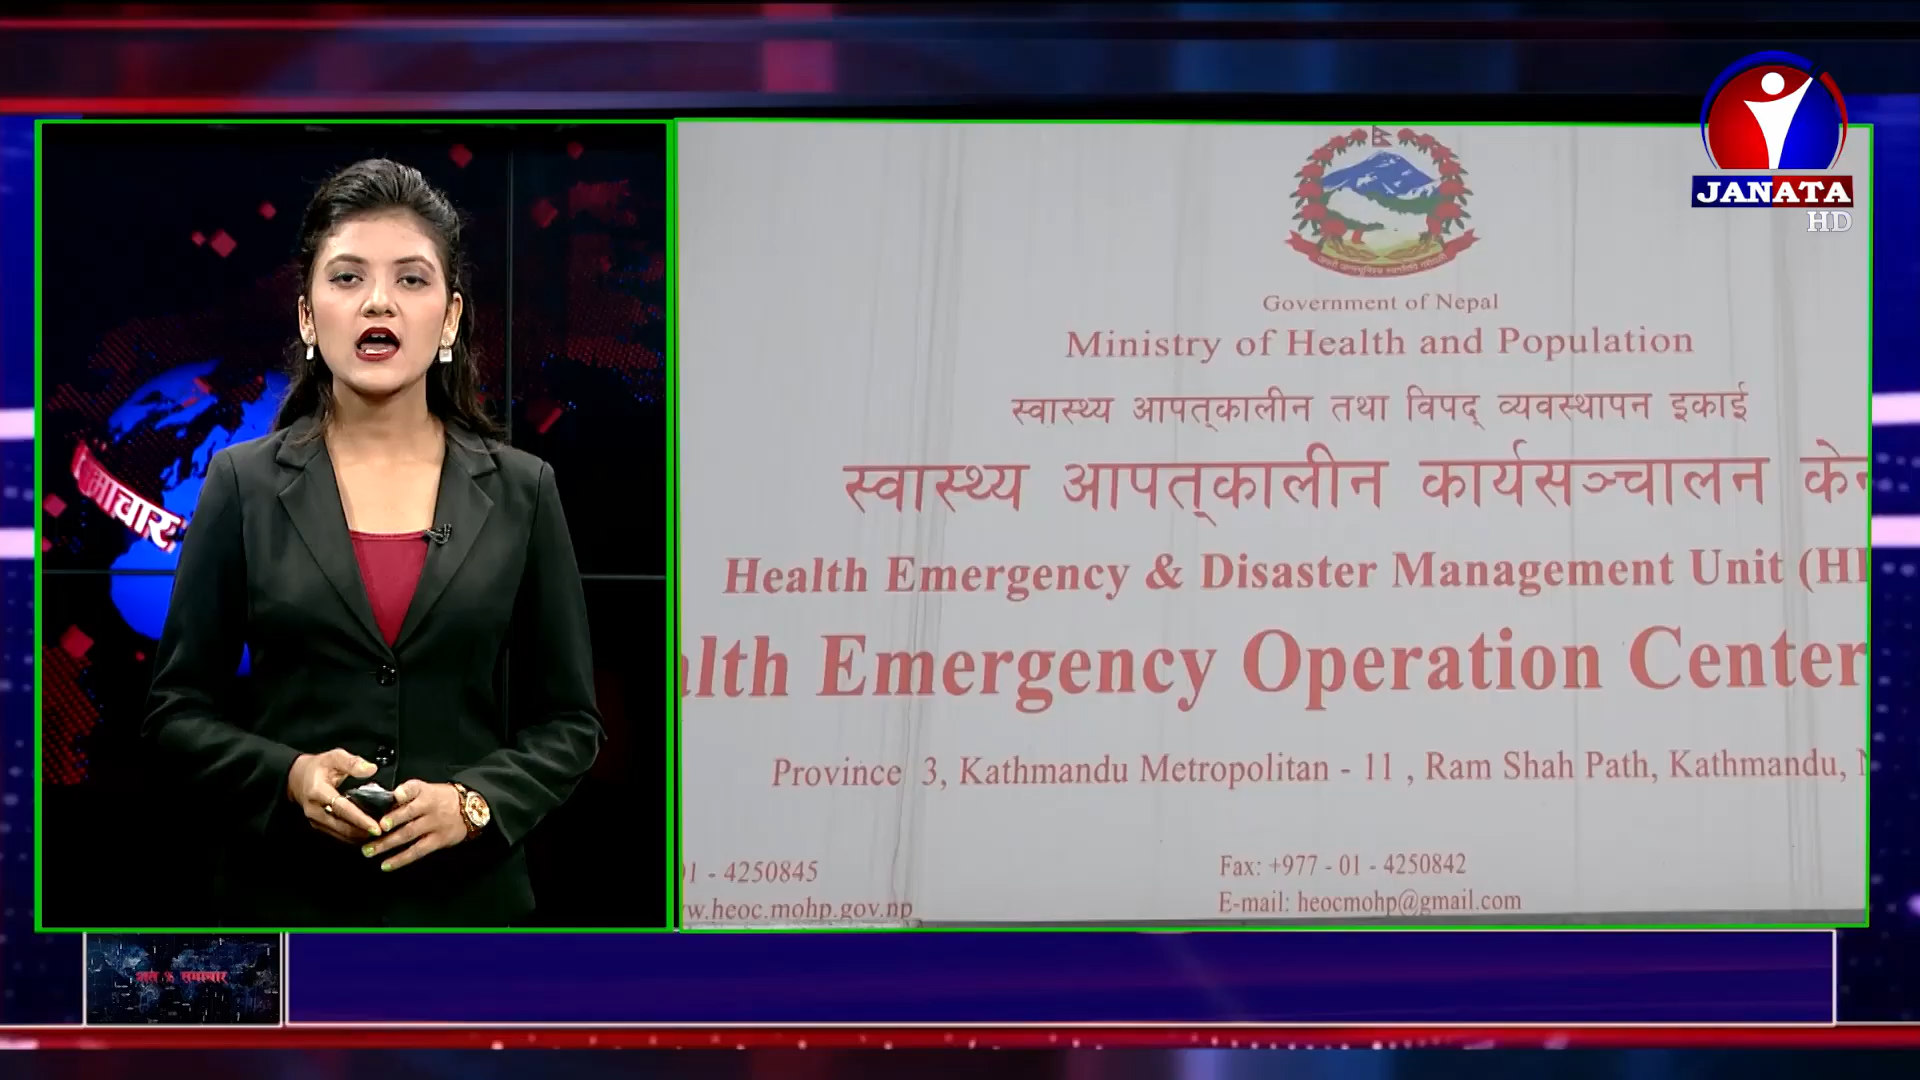 JANATA
HD
Government of Nepal
Ministry of Health and Population
स्वास्थ्य आपत्कालीन तथा विपद् व्यवस्थापन इकाई
स्वास्थ्य आपत्कालीन कार्यसञ्चालन
Health Emergency & Disaster Management Unit
Emergency Operation Center
Province 3, Kathmandu Metropolitan - 11 , Ram Shah Path, Kathmandu,
- 4250845
Fax: +977 - 01 - 4250842
w.heoc.mohp.gov.np
E-mail: heocmohp@gmail.com
समाचार